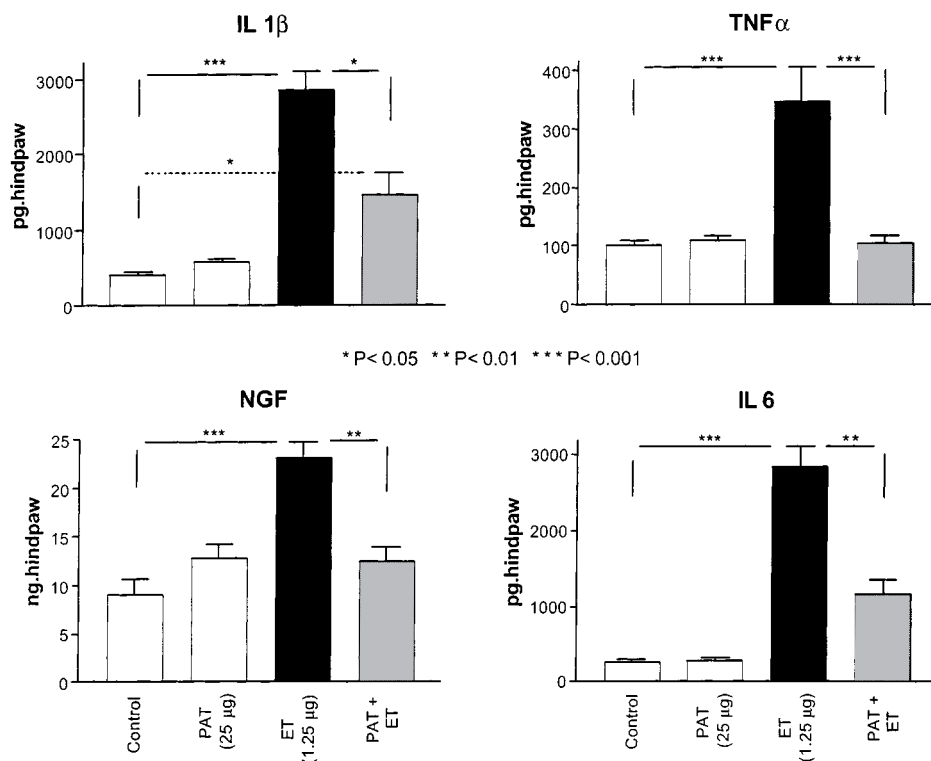 IL 1β
TNFα
***
*
*
3000
2000
1000
0
pg.hindpaw
***
***
400
300
200
100
0
pg.hindpaw
*P< 0.05 **P< 0.01 ***P< 0.001
NGF
IL 6
***
**
25
20
15
10
5
0
ng.hindpaw
Control
PAT
(25 µg)
ET
(1.25 µg)
PAT +
ET
***
**
3000
2000
1000
0
pg.hindpaw
Control
PAT
(25 µg)
ET
(1.25 µg)
PAT +
ET